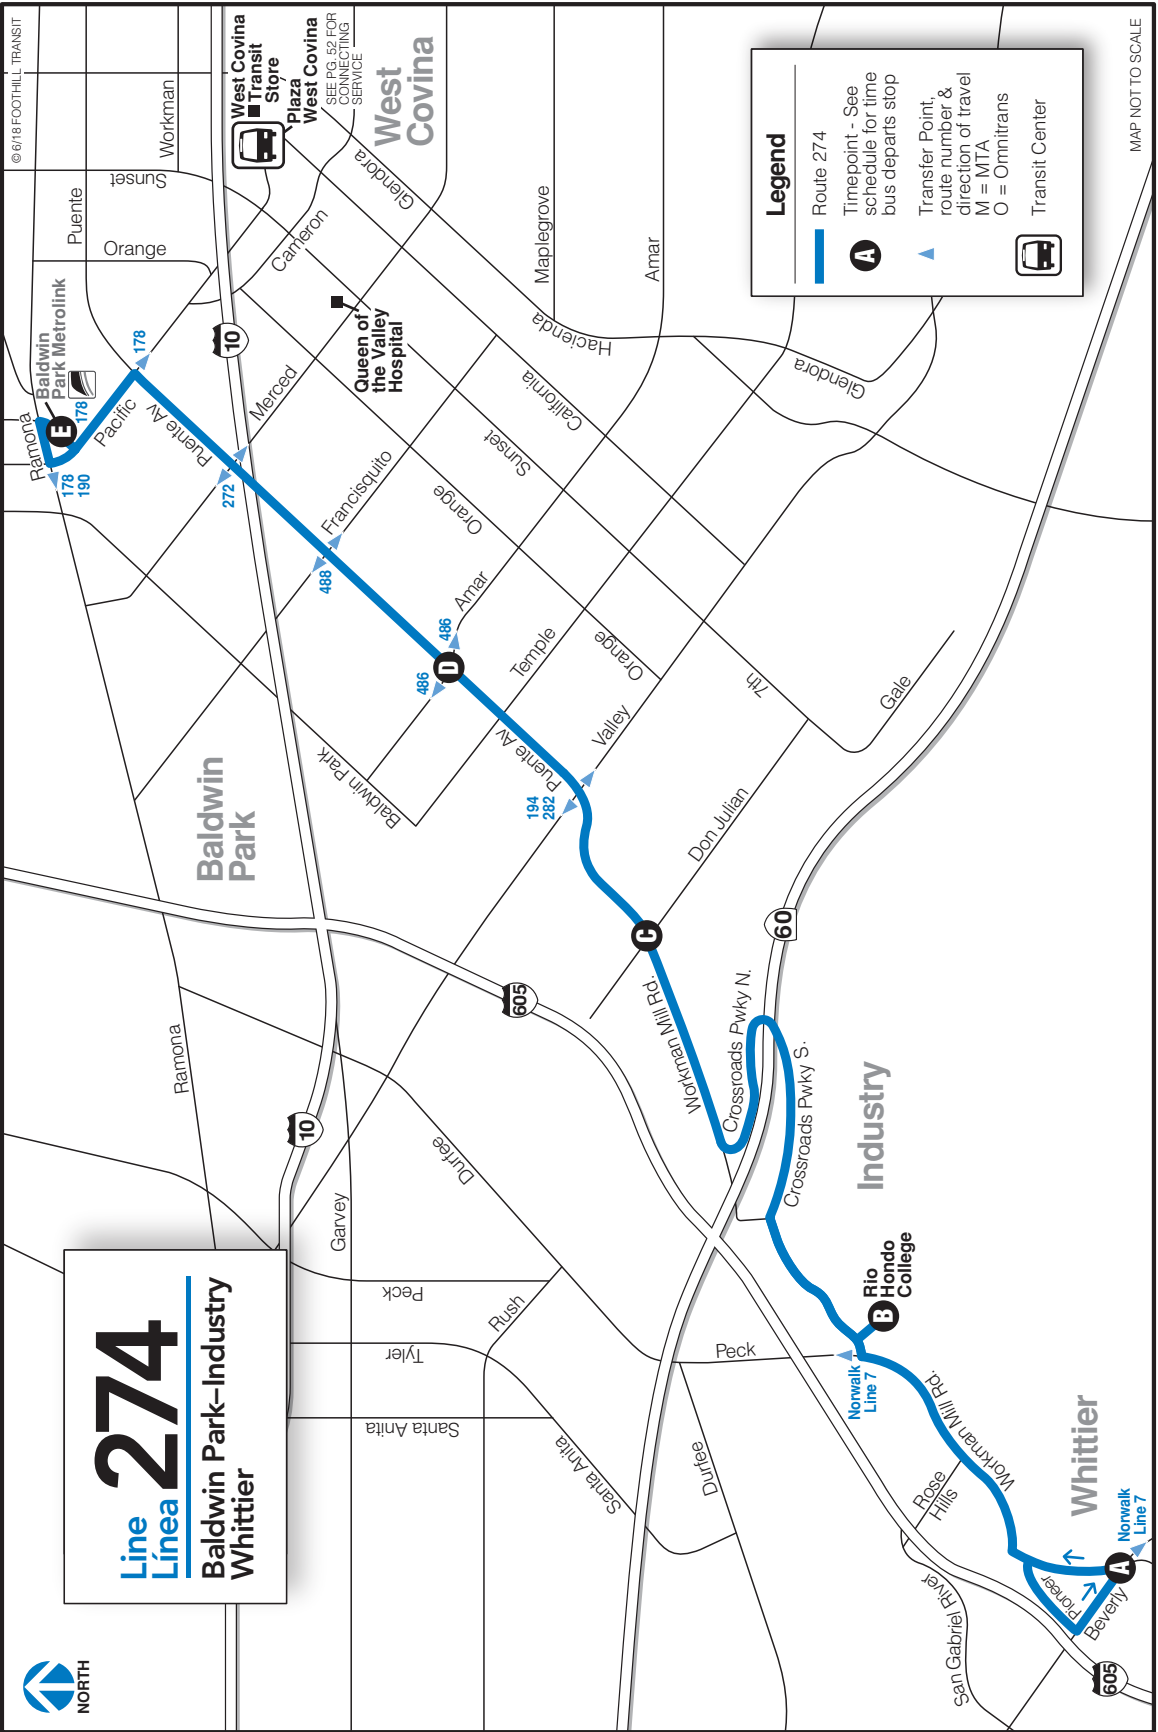 © 6/18 FOOTHILL TRANSIT
NORTH
Line
Línea
274
Baldwin Park–Industry
Whittier
Legend
Route 274
A
Timepoint - See
schedule for time
bus departs stop
Transfer Point,
route number &
direction of travel
M = MTA
O = Omnitrans
Transit Center
MAP NOT TO SCALE
West Covina
Transit
Store
Plaza
West Covina
SEE PG. 52 FOR
CONNECTING
SERVICE
West
Covina
Workman
Sunset
Puente
Orange
Cameron
Glendora
Baldwin
Park Metrolink
Ramona
E
178
178
190
Pacific
178
Puente Av
10
Merced
272
Queen of
the Valley
Hospital
Maplegrove
Amar
Hacienda
Glendora
California
Sunset
Orange
Francisquito
488
Amar
486
486
D
Temple
Orange
Puente Av
Valley
194
282
7th
Gale
Baldwin Park
Baldwin
Park
Don Julian
C
60
605
Workman Mill Rd.
Crossroads Pwky N.
Crossroads Pwky S.
Industry
Ramona
10
Durfee
Garvey
Peck
Rush
Tyler
Santa Anita
Santa Anita
Peck
Durfee
B
Rio
Hondo
College
Norwalk
Line 7
Workman Mill Rd.
Rose
Hills
Whittier
San Gabriel River
Pioneer
Beverly
A
Norwalk
Line 7
605